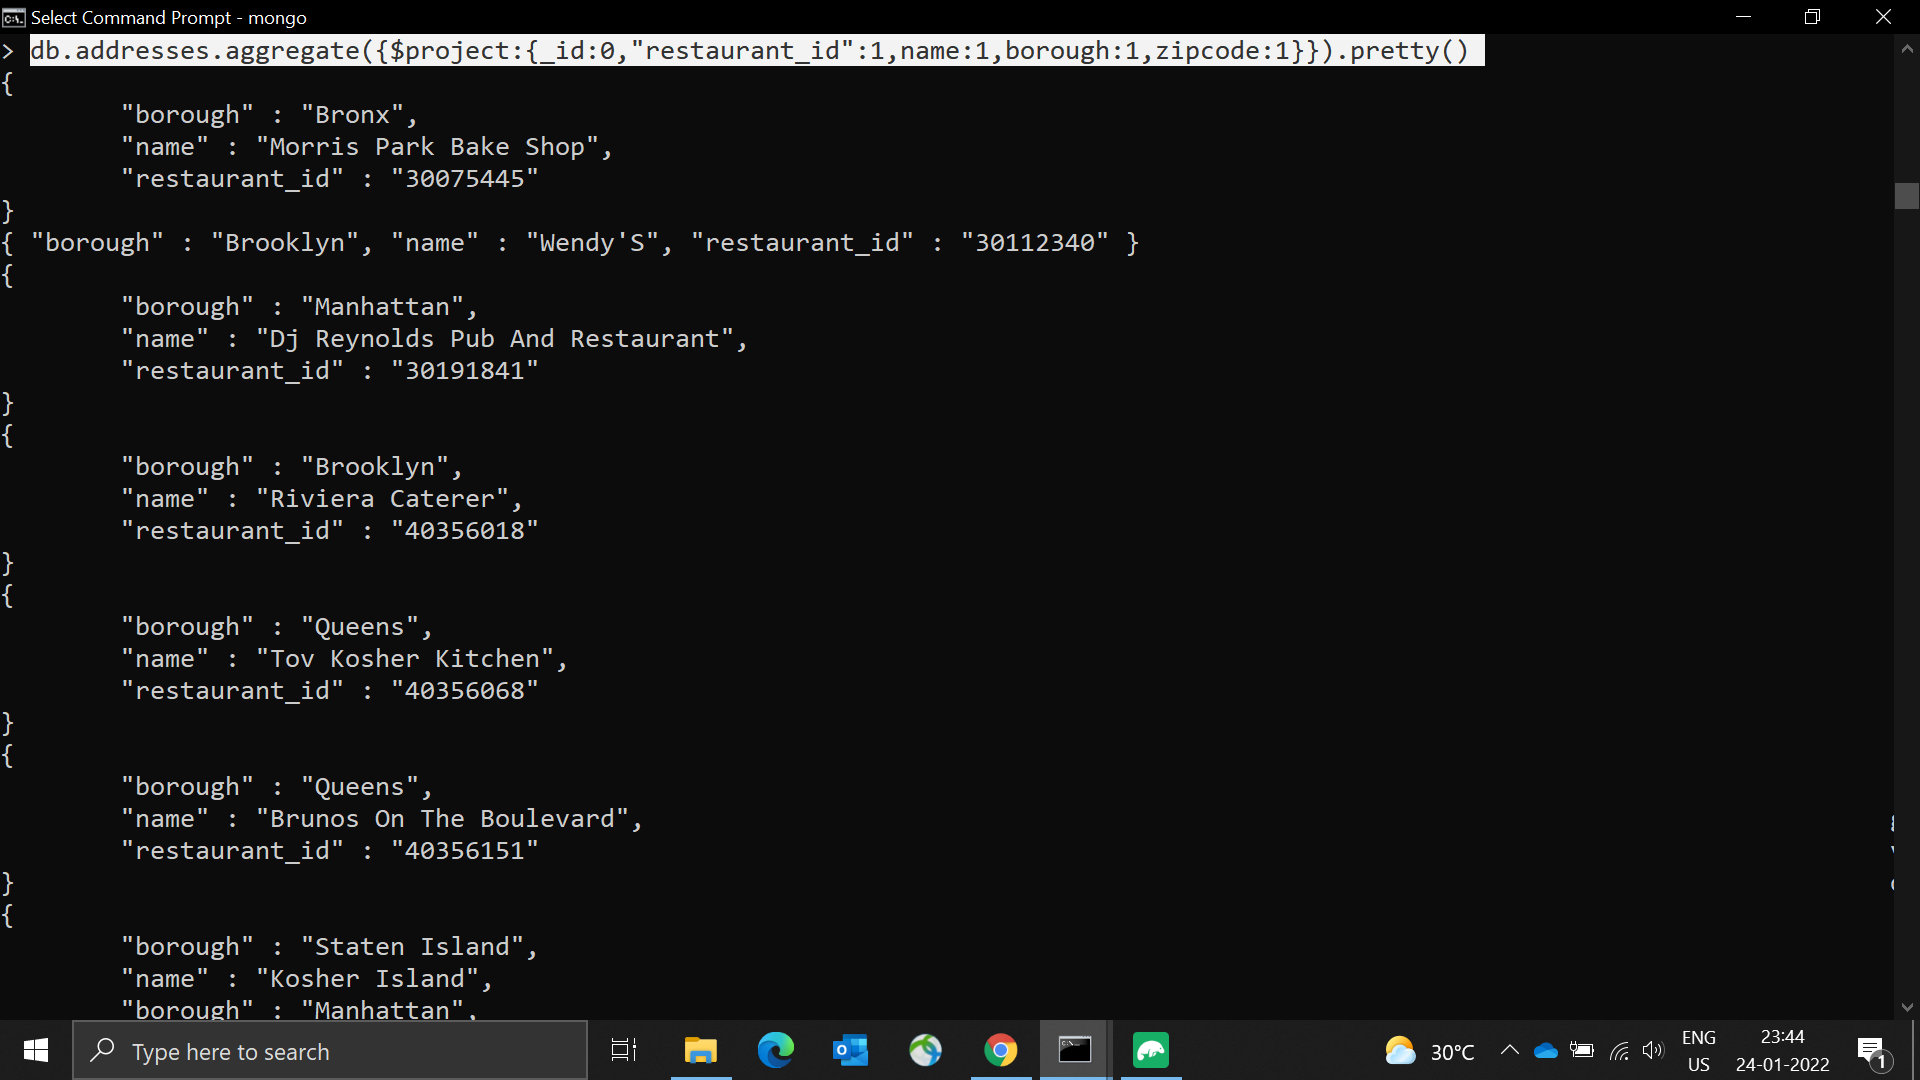 Select Command Prompt - mongo
> db.addresses.aggregate({$project:{_id:0,"restaurant_id":1,name:1,borough:1,zipcode:1}}).pretty()
{
"borough" : "Bronx",
"name" : "Morris Park Bake Shop",
"restaurant_id" : "30075445"
}
{ "borough" : "Brooklyn", "name" : "Wendy'S", "restaurant_id" : "30112340" }
{
"borough" : "Manhattan",
"name" : "Dj Reynolds Pub And Restaurant",
"restaurant_id" : "30191841"
}
{
"borough" : "Brooklyn",
"name" : "Riviera Caterer",
"restaurant_id" : "40356018"
}
{
"borough" : "Queens",
"name" : "Tov Kosher Kitchen",
"restaurant_id" : "40356068"
}
{
"borough" : "Queens",
"name" : "Brunos On The Boulevard",
"restaurant_id" : "40356151"
}
{
"borough" : "Staten Island",
"name" : "Kosher Island",
"borough" : "Manhattan",
Type here to search
30°C
ENG
US
23:44
24-01-2022
1